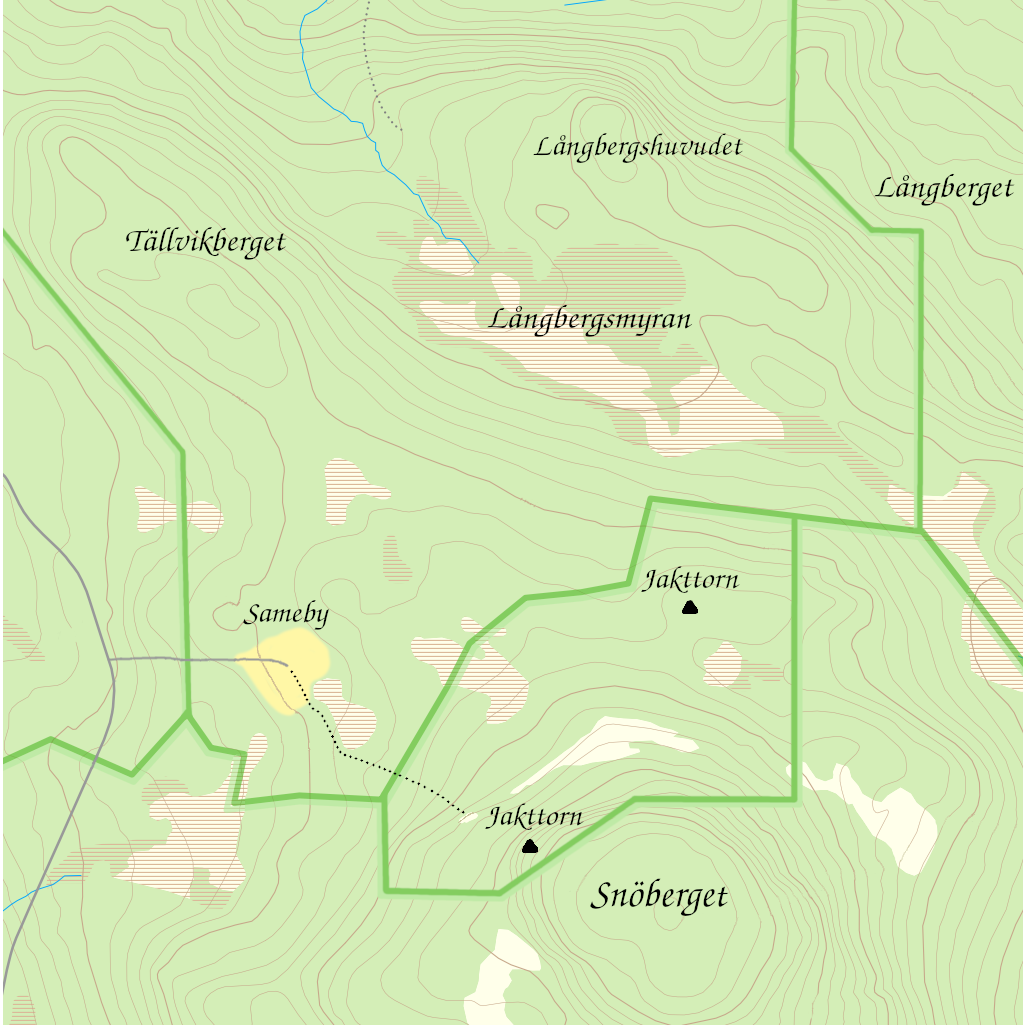 Långbergshuvudet
Långberget
Tällvikberget
Långbergsmyran
Jakttorn
Sameby
Jakttorn
Snöberget